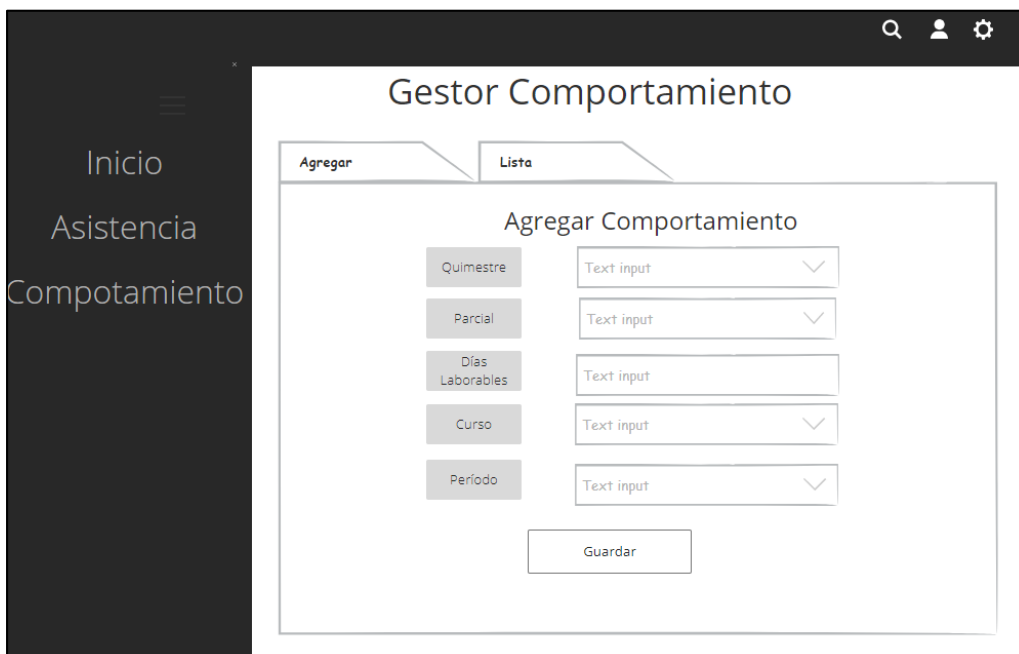 Gestor Comportamiento
Inicio
Asistencia
Compotamiento
Agregar
Lista
Agregar Comportamiento
Quimestre
Text input
Parcial
Text input
Días
Laborables
Text input
Curso
Text input
Período
Text input
Guardar